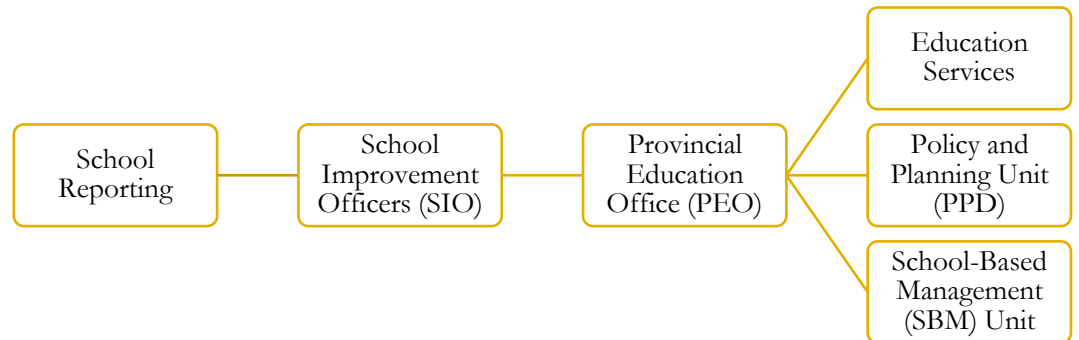 School
Reporting
School
Improvement
Officers (SIO)
Provincial
Education
Office (PEO)
Education
Services
Policy and
Planning Unit
(PPD)
School-Based
Management
(SBM) Unit